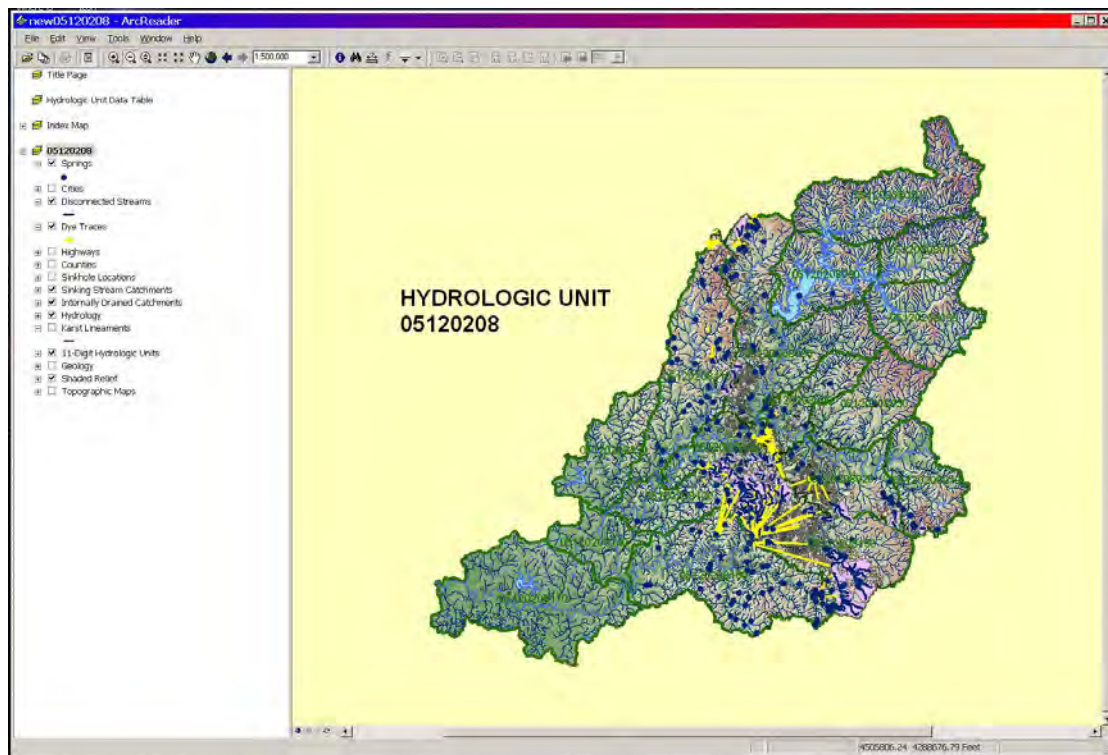 new05120208 - ArcReader
File Edit View Tools Window Help
1:500,000
Title Page
Hydrologic Unit Data Table
Index Map
05120208
Springs
Cities
Disconnected Streams
Dye Traces
Highways
Counties
Sinkhole Locations
Sinking Stream Catchments
Internally Drained Catchments
Hydrology
Karst Lineaments
11-Digit Hydrologic Units
Geology
Shaded Relief
Topographic Maps
HYDROLOGIC UNIT
05120208
4505806.24 4288676.79 Feet